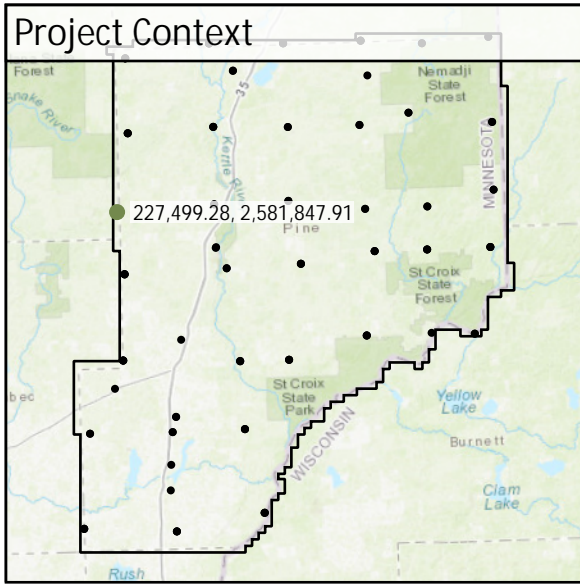 Project Context
Forest
Nemadji
State
Forest
Snake River
35
Kettle River
MINNESOTA
227,499.28, 2,581,847.91
Pine
St Croix
State
Forest
St Croix
State
Park
WISCONSIN
Yellow
Lake
bec
Burnett
Clam
Lake
Rush